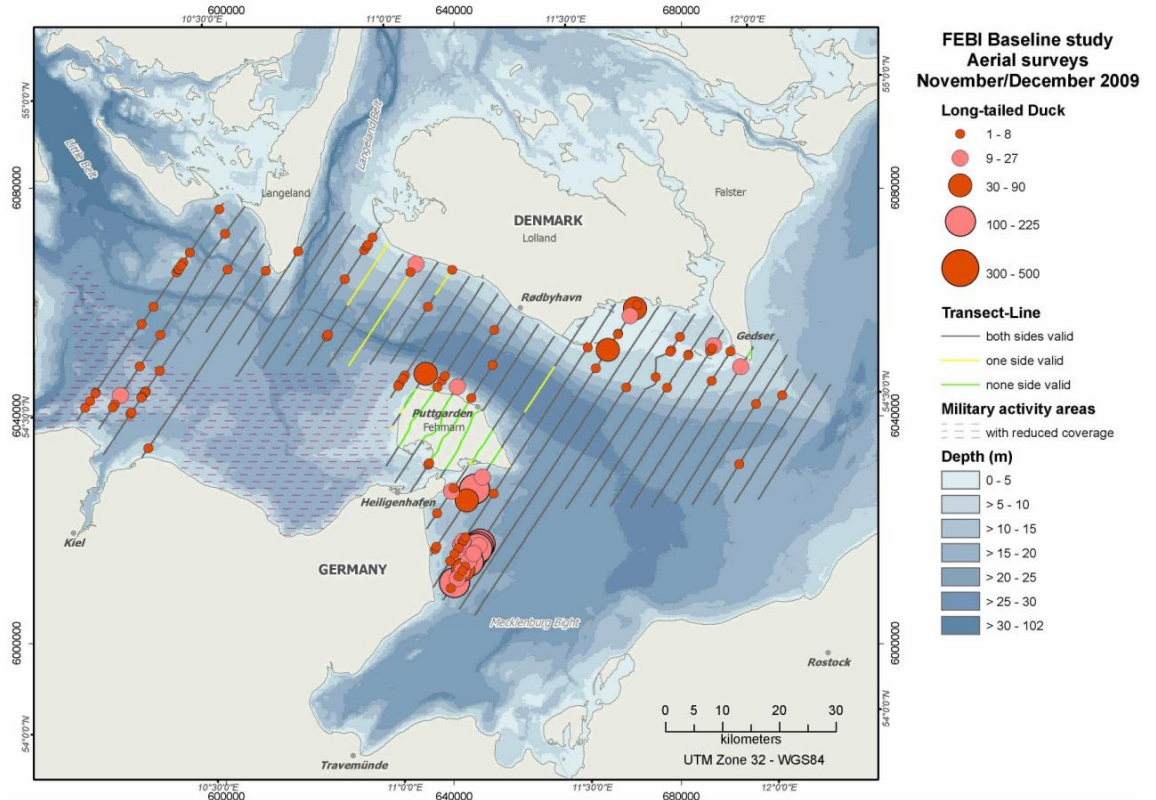 600000 640000 680000
10°30'0"E 11°0'0"E 11°30'0"E 12°0'0"E
55°0'0"N
55°0'0"N
6080000
6080000
6040000
6040000
54°30'0"N
54°30'0"N
6000000
6000000
54°0'0"N
54°0'0"N
Little Belt
Langeland Belt
Langeland
Falster
DENMARK
Lolland
Rødbyhavn
Gedser
Puttgarden
Fehmarn
Heiligenhafen
Kiel
GERMANY
Mecklenburg Bight
Rostock
Travemünde
0 5 10 20 30
kilometers
UTM Zone 32 - WGS84
10°30'0"E 11°0'0"E 11°30'0"E 12°0'0"E
600000 640000 680000
FEBI Baseline study
Aerial surveys
November/December 2009
Long-tailed Duck
1 - 8
9 - 27
30 - 90
100 - 225
300 - 500
Transect-Line
both sides valid
one side valid
none side valid
Military activity areas
with reduced coverage
Depth (m)
0 - 5
> 5 - 10
> 10 - 15
> 15 - 20
> 20 - 25
> 25 - 30
> 30 - 102